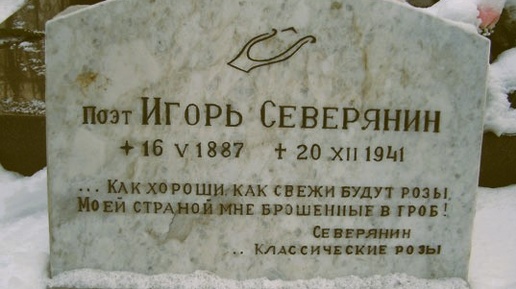 Поэт ИГОРЬ СЕВЕРЯНИН
+ 16 V 1887 + 20 XII 1941
... КАК ХОРОШИ, КАК СВЕЖИ БУДУТ РОЗЫ,
МОЕЙ СТРАНОЙ МНЕ БРОШЕННЫЕ В ГРОБ!
СЕВЕРЯНИН
.. КЛАССИЧЕСКИЕ РОЗЫ